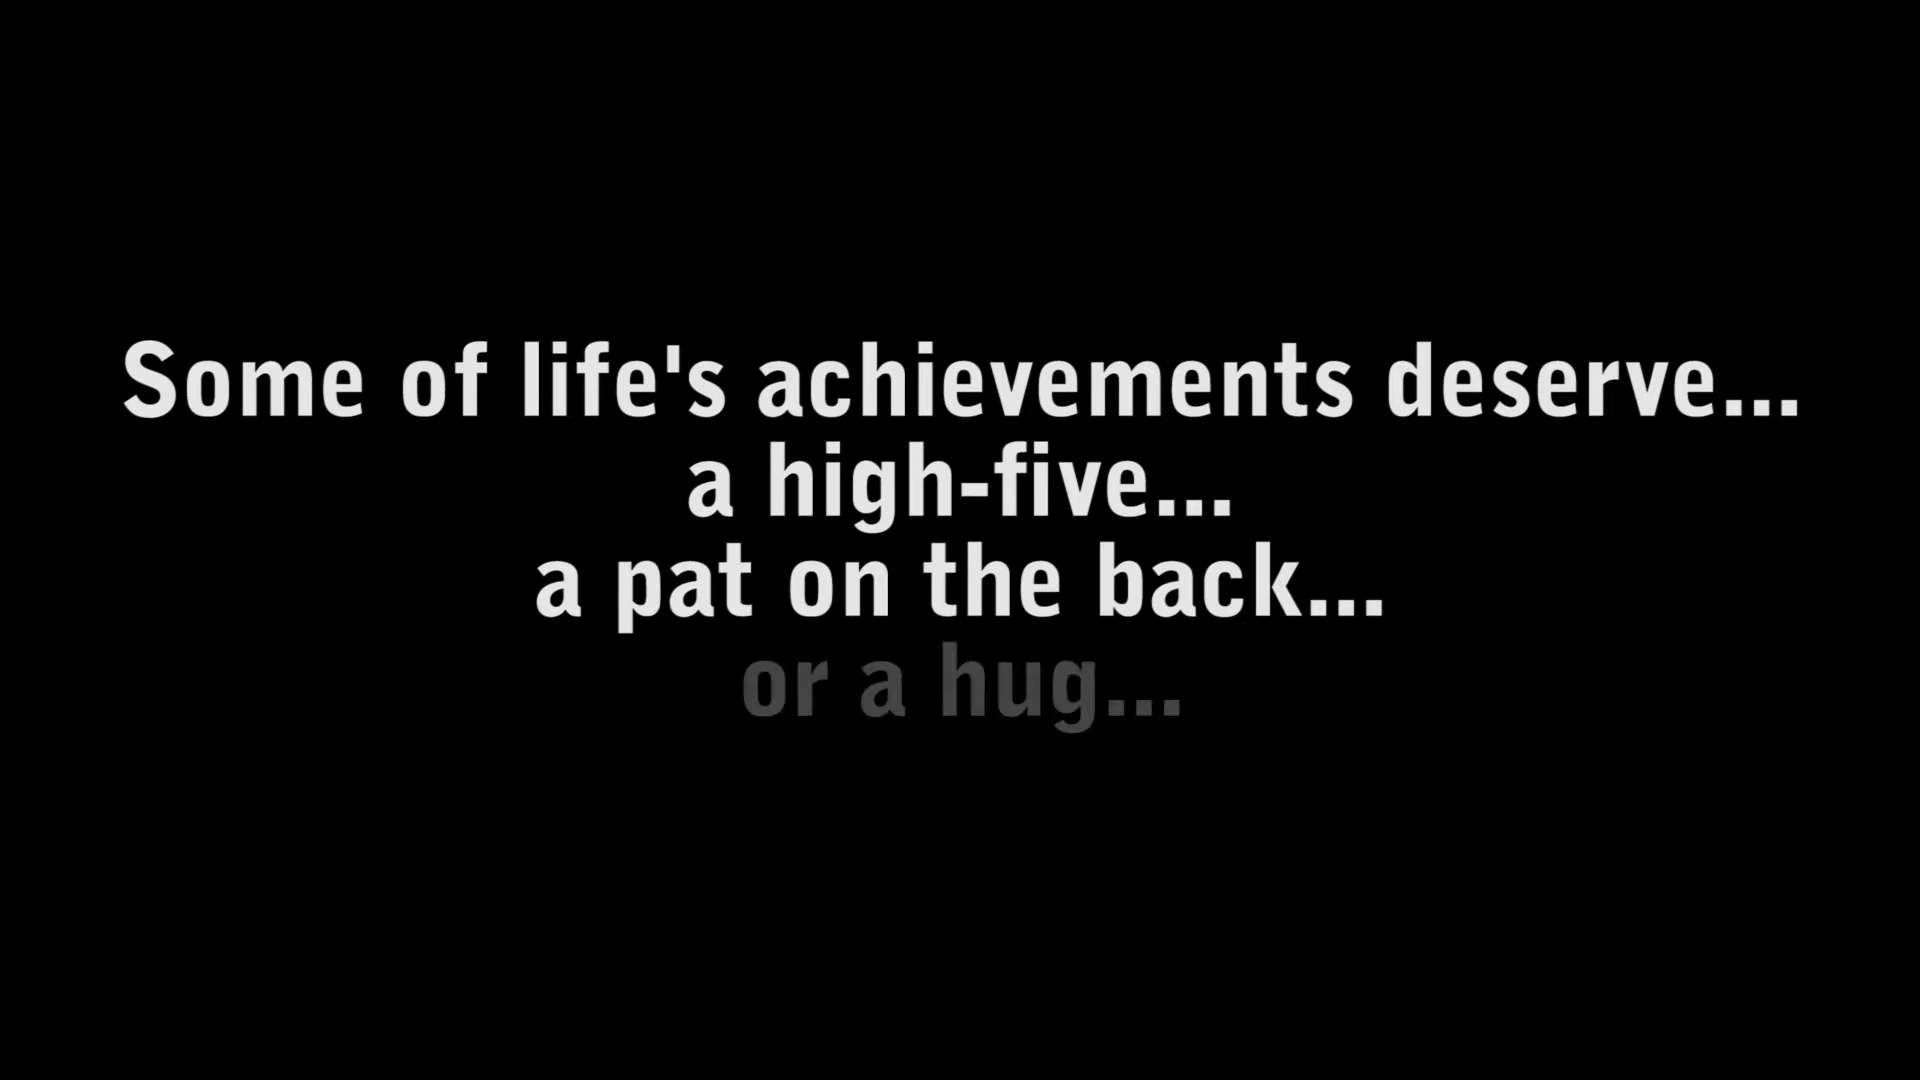 Some of life's achievements deserve...
a high-five...
a pat on the back...
or a hug...